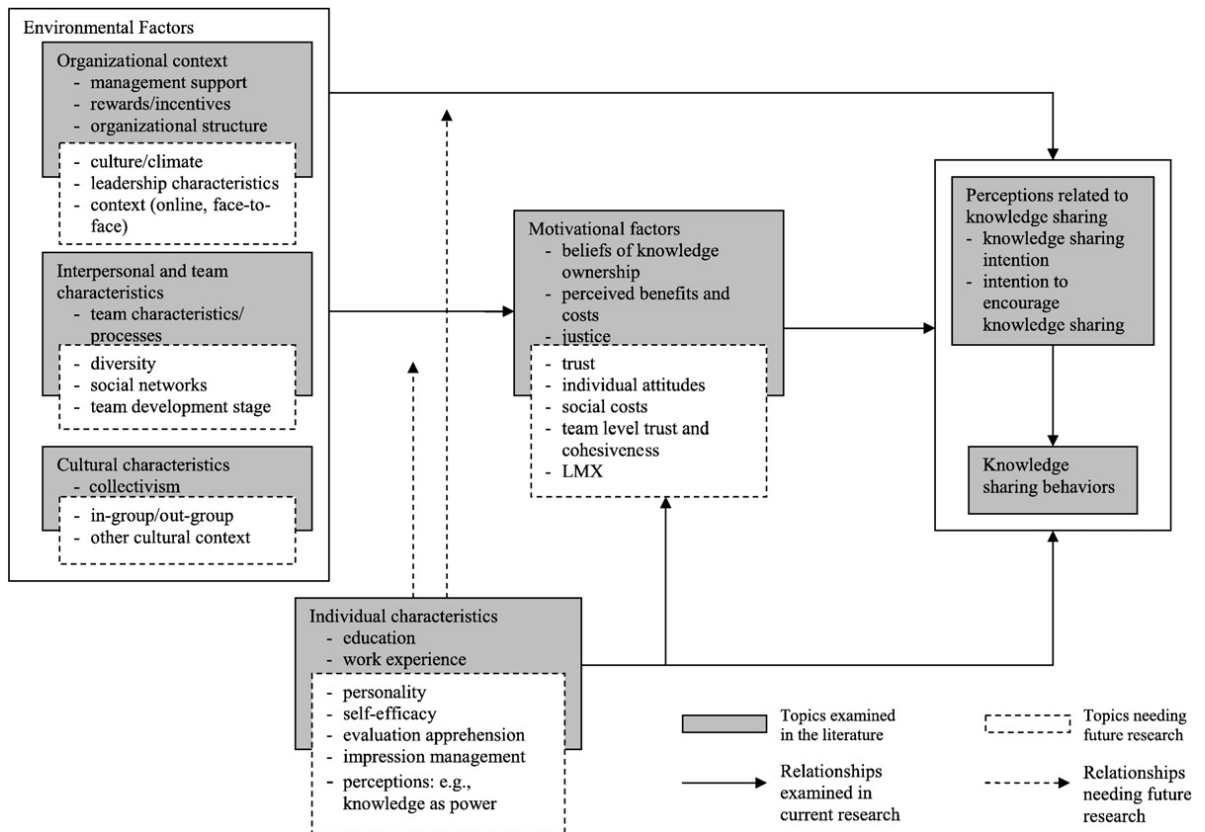 Environmental Factors
Organizational context
- management support
- rewards/incentives
- organizational structure
- culture/climate
- leadership characteristics
- context (online, face-to-
face)
Interpersonal and team
characteristics
- team characteristics/
processes
- diversity
- social networks
- team development stage
Cultural characteristics
- collectivism
- in-group/out-group
- other cultural context
Motivational factors
- beliefs of knowledge
ownership
- perceived benefits and
costs
- justice
- trust
- individual attitudes
- social costs
- team level trust and
cohesiveness
- LMX
Perceptions related to
knowledge sharing
- knowledge sharing
intention
- intention to
encourage
knowledge sharing
Knowledge
sharing behaviors
Individual characteristics
- education
- work experience
- personality
- self-efficacy
- evaluation apprehension
- impression management
- perceptions: e.g.,
knowledge as power
Topics examined
in the literature
Topics needing
future research
Relationships
examined in
current research
Relationships
needing future
research